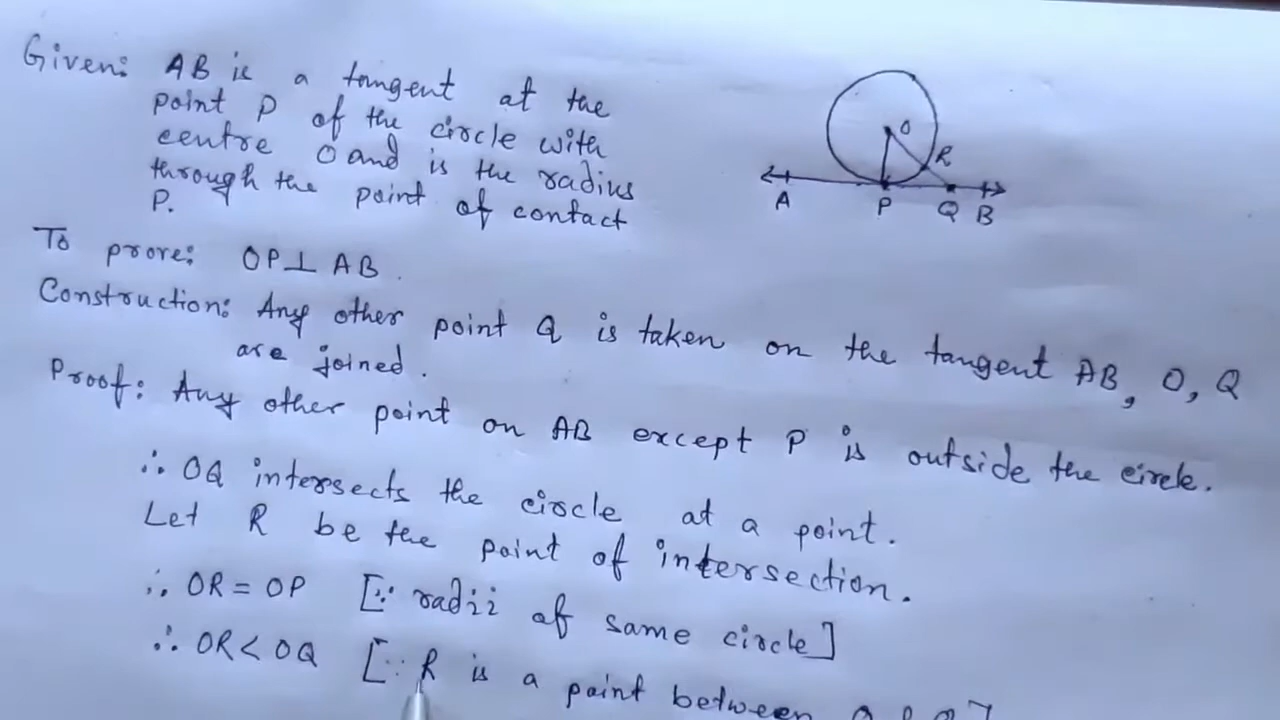 Given: AB is a tangent at the
point P of the circle with
centre O and is the radius
through the point of contact
P.
O
R
A
P
Q
B
To prove: OP⊥AB.
Construction: Any other point Q is taken on the tangent AB, O, Q
are joined.
Proof: Any other point on AB except P is outside the circle.
∴ OQ intersects the circle at a point.
Let R be the point of intersection.
∴ OR = OP [∵ radii of same circle]
∴ OR < OQ [∵ R is a point between